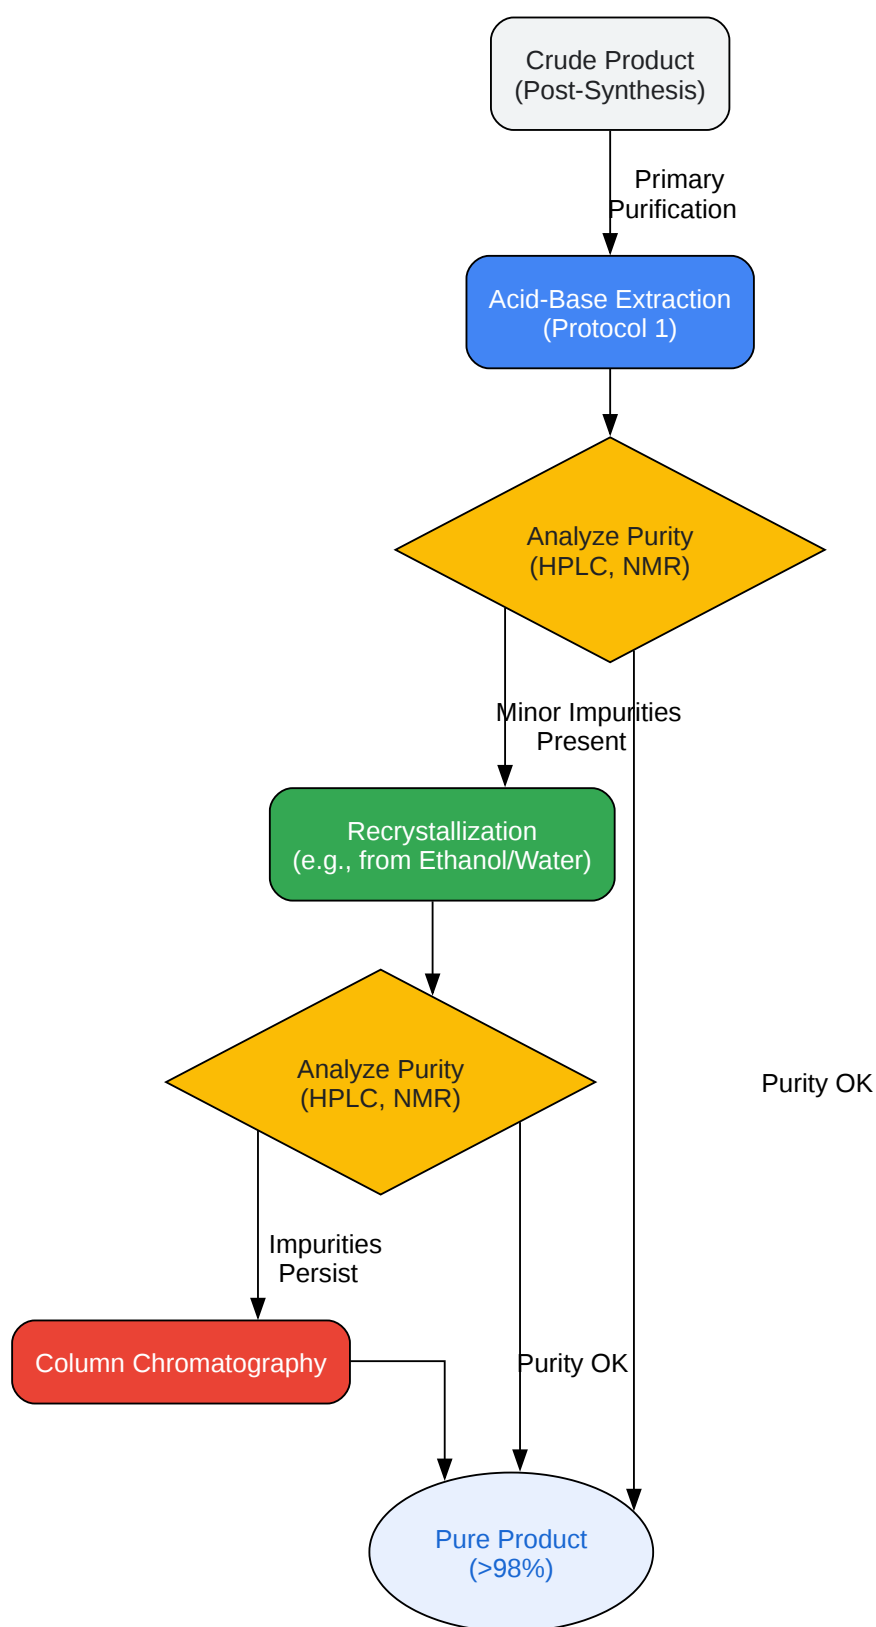 Crude Product
(Post-Synthesis)
Primary
Purification
Acid-Base Extraction
(Protocol 1)
Analyze Purity
(HPLC, NMR)
Minor Impurities
Present
Recrystallization
(e.g., from Ethanol/Water)
Analyze Purity
(HPLC, NMR)
Purity OK
Impurities
Persist
Column Chromatography
Purity OK
Pure Product
(>98%)